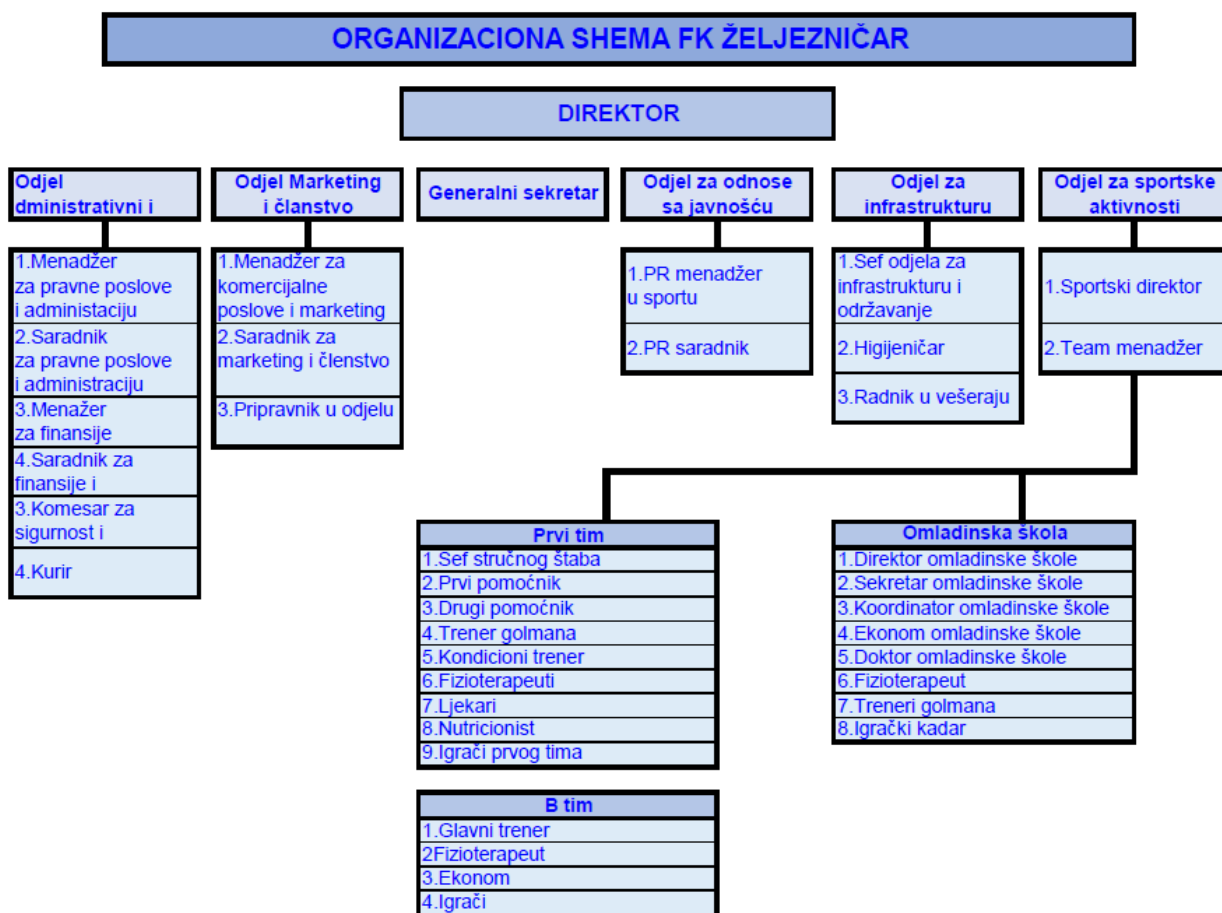 ORGANIZACIONA SHEMA FK ŽELJEZNIČAR
DIREKTOR
Odjel
dministrativni i
1.Menadžer
za pravne poslove
i administaciju
2.Saradnik
za pravne poslove
i administraciju
3.Menažer
za finansije
4.Saradnik za
finansije i
3.Komesar za
sigurnost i
4.Kurir
Odjel Marketing
i članstvo
1.Menadžer za
komercijalne
poslove i marketing
2.Saradnik za
marketing i členstvo
3.Pripravnik u odjelu
Generalni sekretar
Odjel za odnose
sa javnošću
1.PR menadžer
u sportu
2.PR saradnik
Odjel za
infrastrukturu
1.Sef odjela za
infrastrukturu i
održavanje
2.Higijeničar
3.Radnik u vešeraju
Odjel za sportske
aktivnosti
1.Sportski direktor
2.Team menadžer
Prvi tim
1.Sef stručnog štaba
2.Prvi pomoćnik
3.Drugi pomoćnik
4.Trener golmana
5.Kondicioni trener
6.Fizioterapeuti
7.Ljekari
8.Nutricionist
9.Igrači prvog tima
Omladinska škola
1.Direktor omladinske škole
2.Sekretar omladinske škole
3.Koordinator omladinske škole
4.Ekonom omladinske škole
5.Doktor omladinske škole
6.Fizioterapeut
7.Treneri golmana
8.Igrački kadar
B tim
1.Glavni trener
2Fizioterapeut
3.Ekonom
4.Igrači